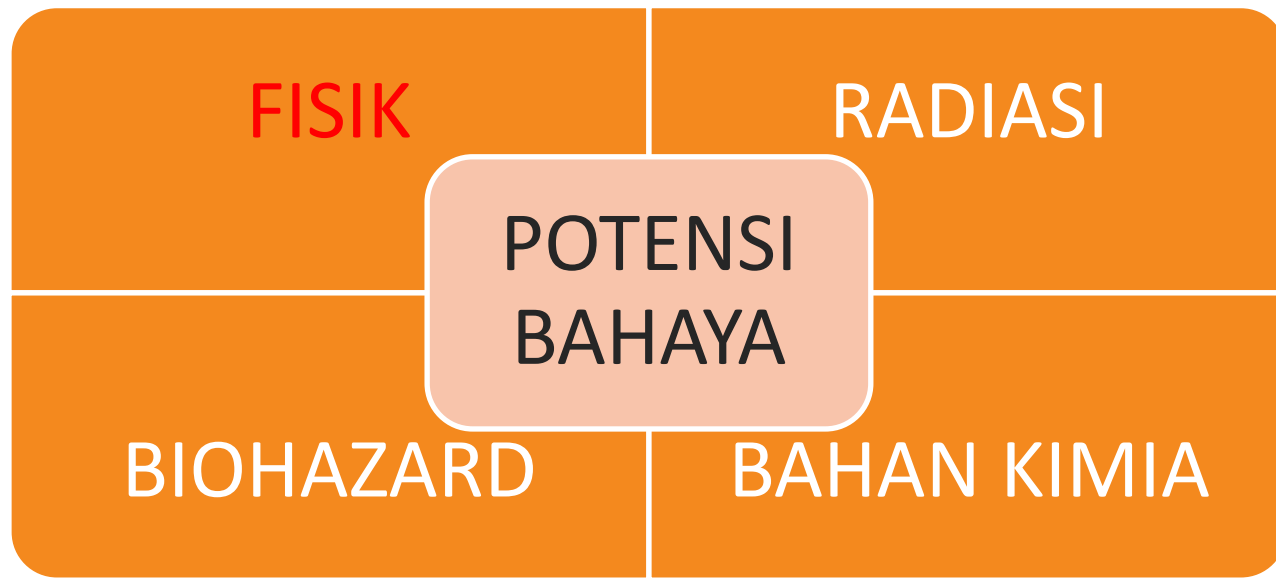 FISIK
RADIASI
POTENSI
BAHAYA
BIOHAZARD
BAHAN KIMIA